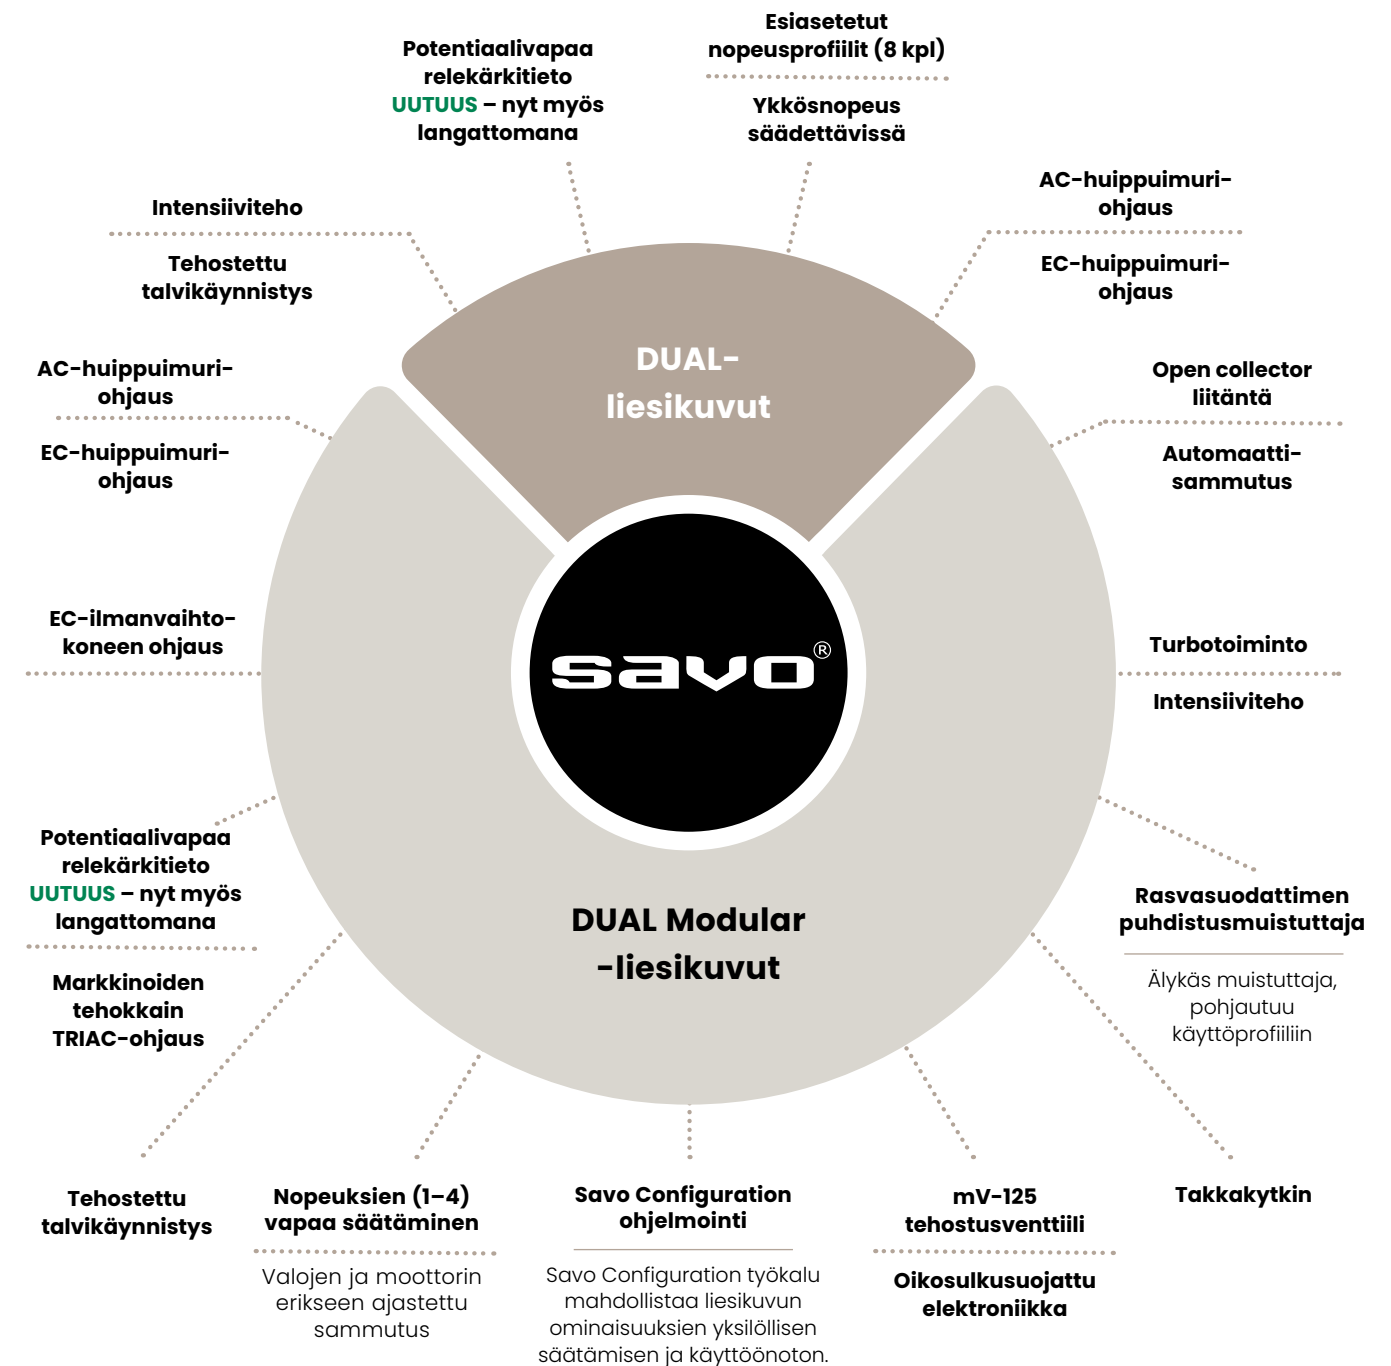 Esiasetetut
nopeusprofiilit (8 kpl)
Ykkösnopeus
säädettävissä
Potentiaalivapaa
relekärkitieto
UUTUUS – nyt myös
langattomana
Intensiiviteho
Tehostettu
talvikäynnistys
AC-huippuimuri-
ohjaus
EC-huippuimuri-
ohjaus
DUAL-
liesikuvut
AC-huippuimuri-
ohjaus
EC-huippuimuri-
ohjaus
Open collector
liitäntä
Automaatti-
sammutus
EC-ilmanvaihto-
koneen ohjaus
savo®
Turbotoiminto
Intensiiviteho
Potentiaalivapaa
relekärkitieto
UUTUUS – nyt myös
langattomana
Markkinoiden
tehokkain
TRIAC-ohjaus
DUAL Modular
-liesikuvut
Rasvasuodattimen
puhdistusmuistuttaja
Älykäs muistuttaja,
pohjautuu
käyttöprofiiliin
Tehostettu
talvikäynnistys
Nopeuksien (1–4)
vapaa säätäminen
Valojen ja moottorin
erikseen ajastettu
sammutus
Savo Configuration
ohjelmointi
Savo Configuration työkalu
mahdollistaa liesikuvun
ominaisuuksien yksilöllisen
säätämisen ja käyttöönoton.
mV-125
tehostusventtiili
Oikosulkusuojattu
elektroniikka
Takkakytkin